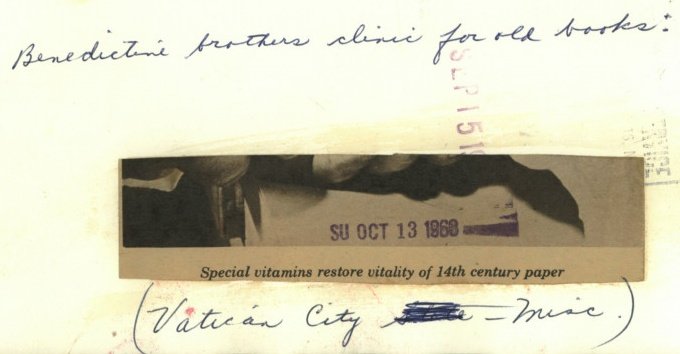 Benedictine brothers clinic for old books:
SEP 15 19
SU OCT 13 1968
Special vitamins restore vitality of 14th century paper
(Vatican City — Misc.)